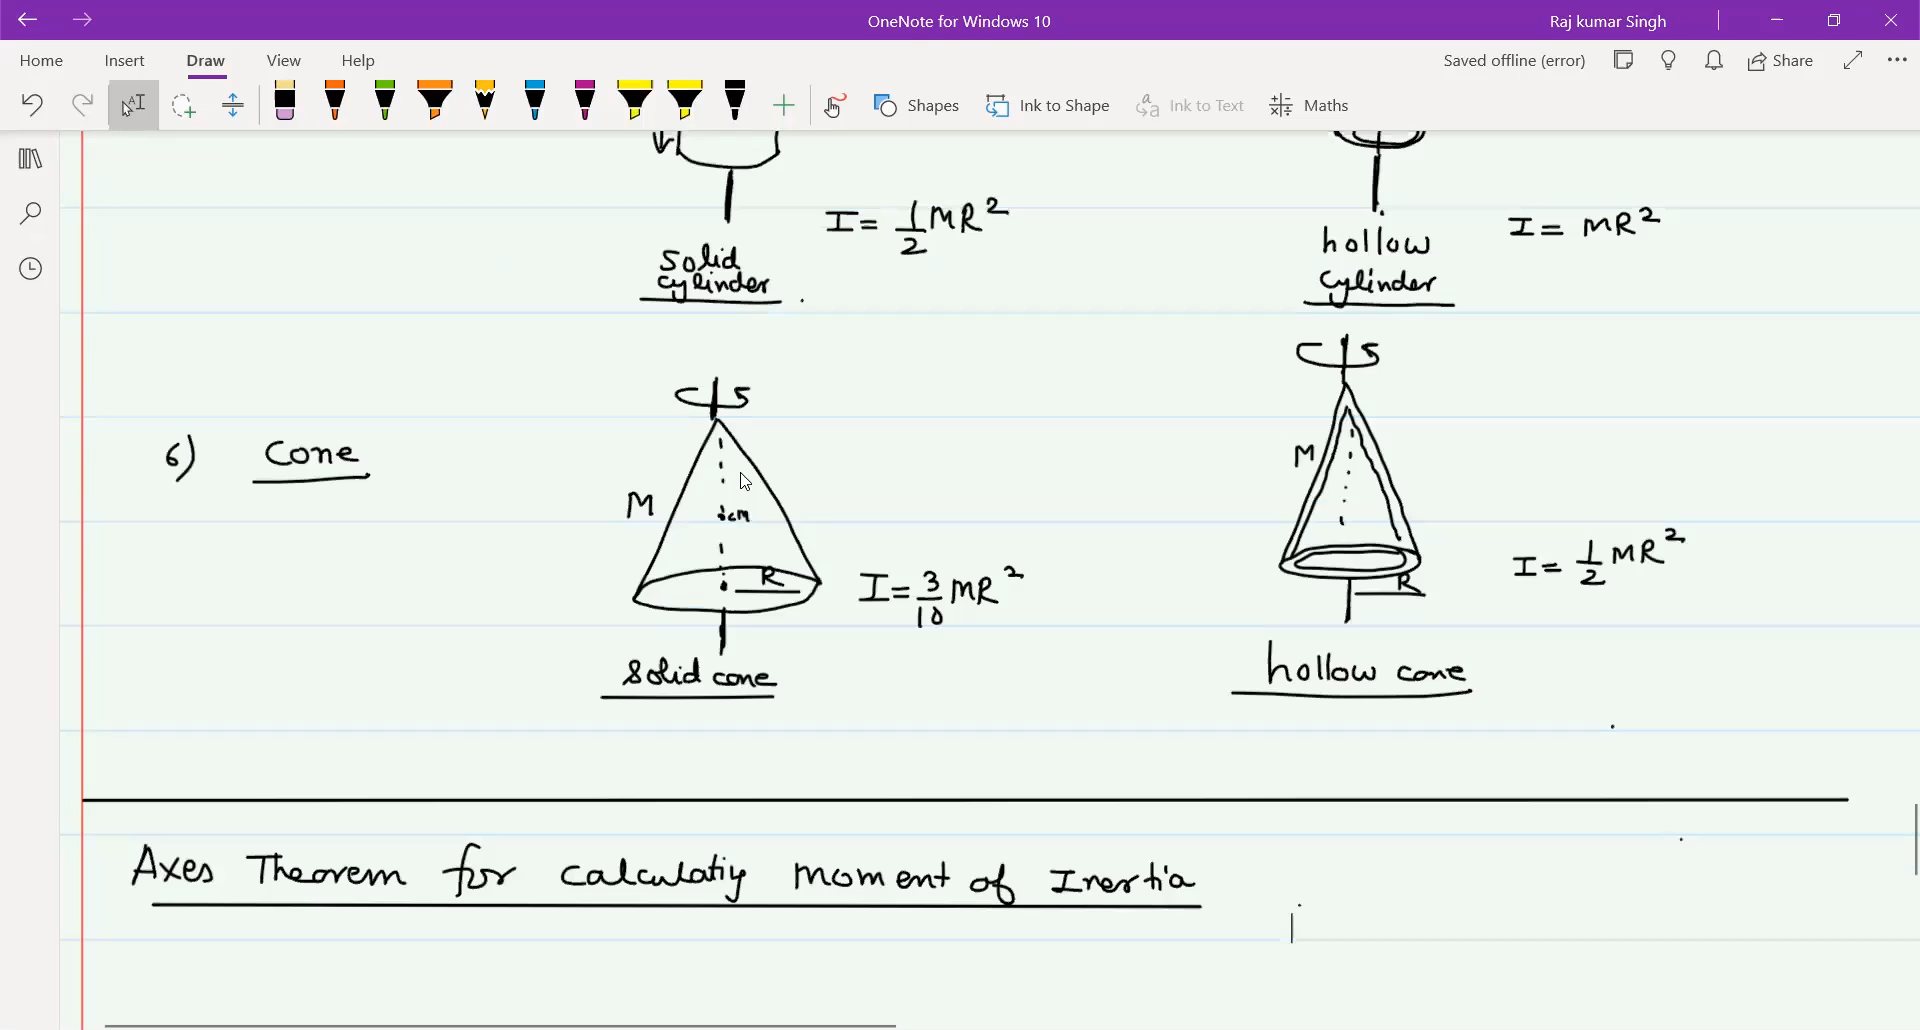 OneNote for Windows 10
Raj kumar Singh
Home Insert Draw View Help
Saved offline (error)
Share
Shapes
Ink to Shape
Ink to Text
Maths
I = 1/2 MR²
Solid
cylinder
I = MR²
hollow
cylinder
6) Cone
M
cm
R
I = 3/10 MR²
Solid cone
M
R
I = 1/2 MR²
hollow cone
Axes Theorem for calculatiy moment of Inertia